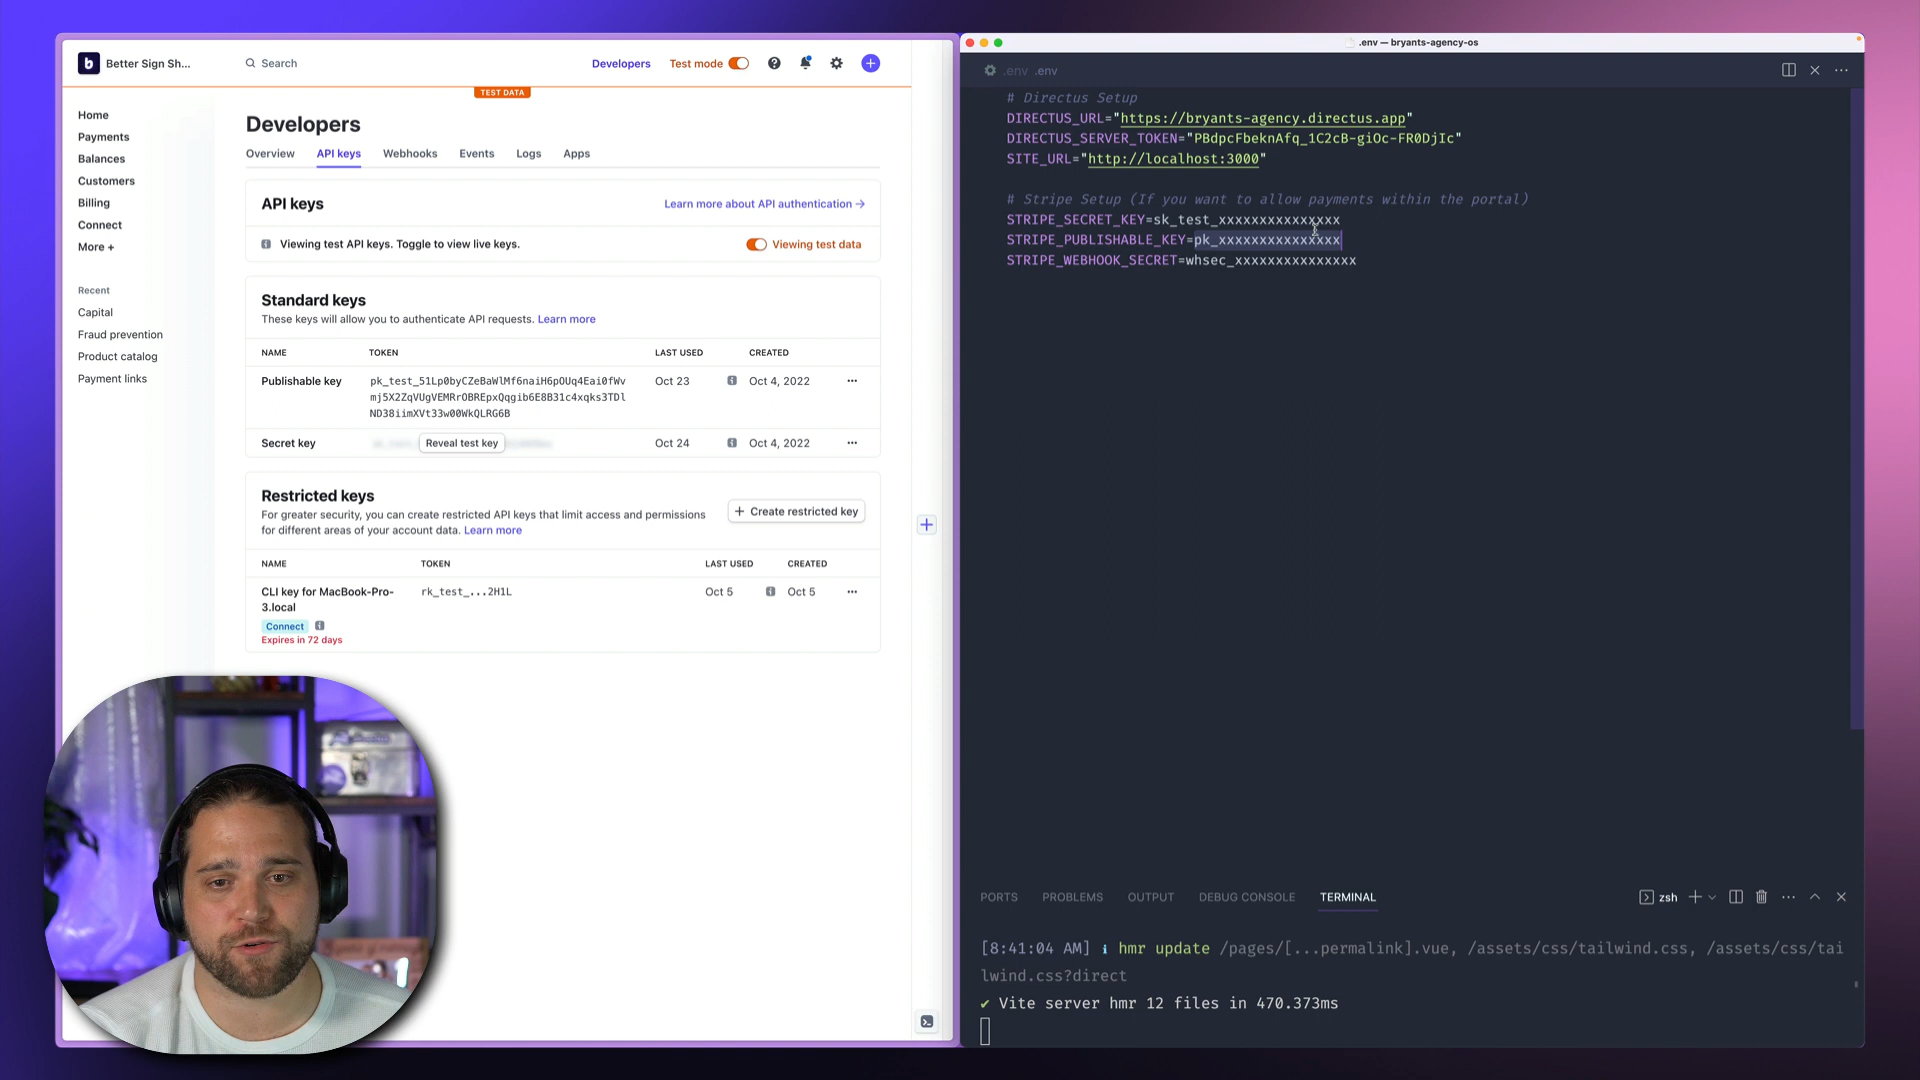 b Better Sign Sh...
Search
Developers
Test mode
TEST DATA
Home
Payments
Balances
Customers
Billing
Connect
More +
Recent
Capital
Fraud prevention
Product catalog
Payment links
Developers
Overview
API keys
Webhooks
Events
Logs
Apps
API keys
Learn more about API authentication →
Viewing test API keys. Toggle to view live keys.
Viewing test data
Standard keys
These keys will allow you to authenticate API requests. Learn more
NAME TOKEN LAST USED CREATED
Publishable key pk_test_51Lp0byCZeBaWlMf6naiH6pOUq4Eai0fWv Oct 23 Oct 4, 2022 ···
mj5X2ZqVUgVEMRrOBREpxQqgib6E8B31c4xqks3TDl
ND38iimXVt33w00WkQLRG6B
Secret key Reveal test key Oct 24 Oct 4, 2022 ···
Restricted keys
For greater security, you can create restricted API keys that limit access and permissions
for different areas of your account data. Learn more
+ Create restricted key
NAME TOKEN LAST USED CREATED
CLI key for MacBook-Pro- rk_test_...2H1L Oct 5 Oct 5 ···
3.local
Connect
Expires in 72 days
.env — bryants-agency-os
.env .env
# Directus Setup
DIRECTUS_URL="https://bryants-agency.directus.app"
DIRECTUS_SERVER_TOKEN="PBdpcFbeknAfq_1C2cB-giOc-FR0DjIc"
SITE_URL="http://localhost:3000"
# Stripe Setup (If you want to allow payments within the portal)
STRIPE_SECRET_KEY=sk_test_xxxxxxxxxxxxxxx
STRIPE_PUBLISHABLE_KEY=pk_xxxxxxxxxxxxxxx
STRIPE_WEBHOOK_SECRET=whsec_xxxxxxxxxxxxxxx
PORTS PROBLEMS OUTPUT DEBUG CONSOLE TERMINAL
zsh
[8:41:04 AM] i hmr update /pages/[...permalink].vue, /assets/css/tailwind.css, /assets/css/tai
lwind.css?direct
✔ Vite server hmr 12 files in 470.373ms